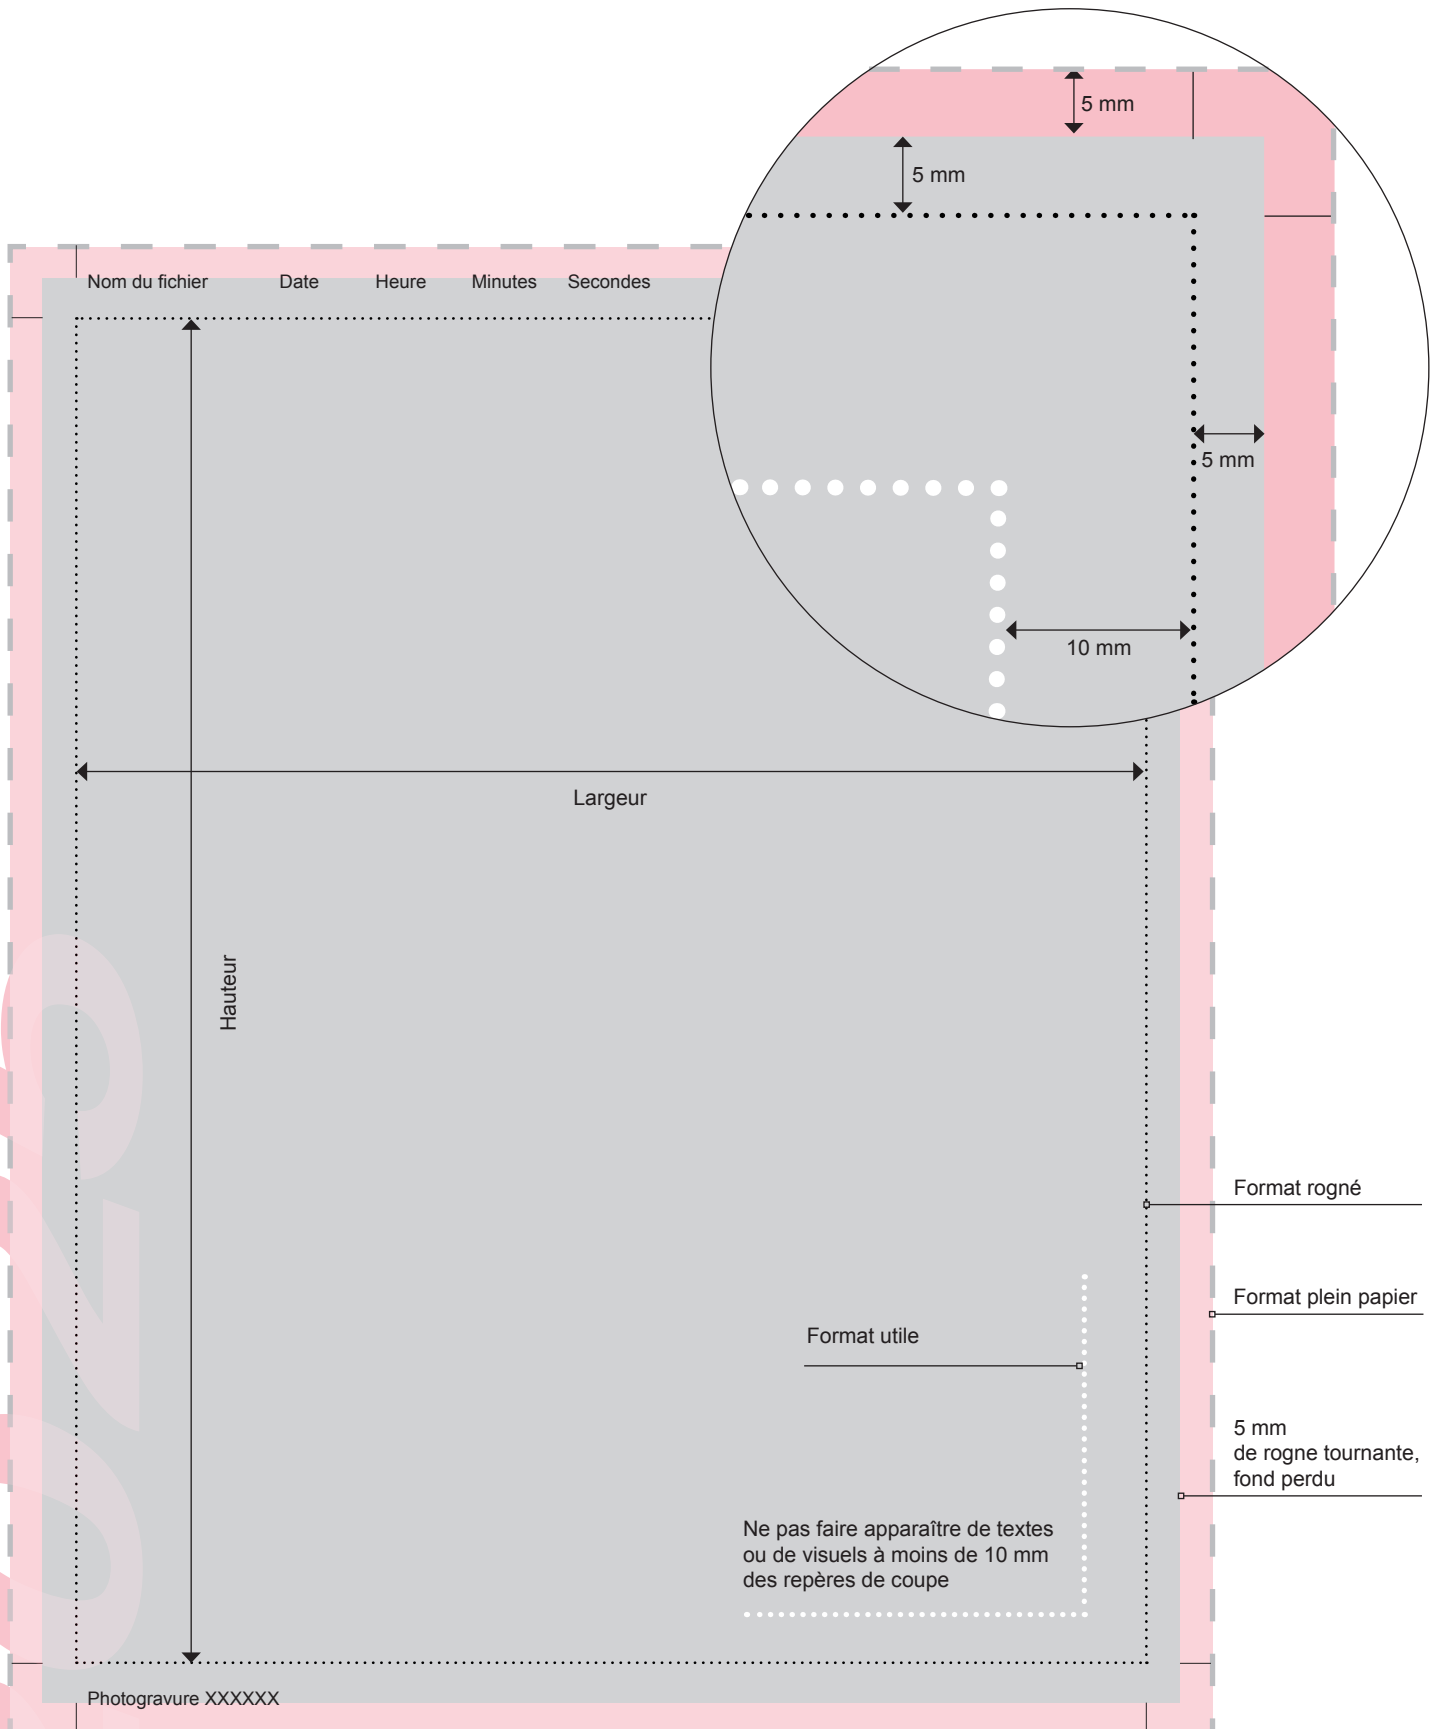 5 mm
5 mm
Nom du fichier Date Heure Minutes Secondes
5 mm
10 mm
Largeur
Hauteur
Format rogné
Format plein papier
Format utile
5 mm
de rogne tournante,
fond perdu
Ne pas faire apparaître de textes
ou de visuels à moins de 10 mm
des repères de coupe
Photogravure XXXXXX